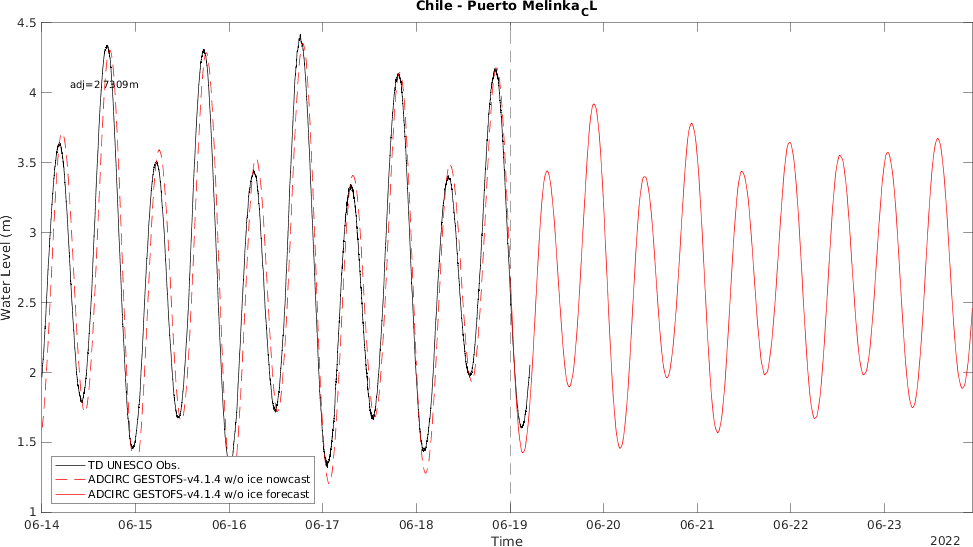 Chile - Puerto Melinka_CL
4.5
adj=2.7309m
4
3.5
3
2.5
2
1.5
1
Water Level (m)
TD UNESCO Obs.
ADCIRC GESTOFS-v4.1.4 w/o ice nowcast
ADCIRC GESTOFS-v4.1.4 w/o ice forecast
06-14 06-15 06-16 06-17 06-18 06-19 06-20 06-21 06-22 06-23
Time
2022